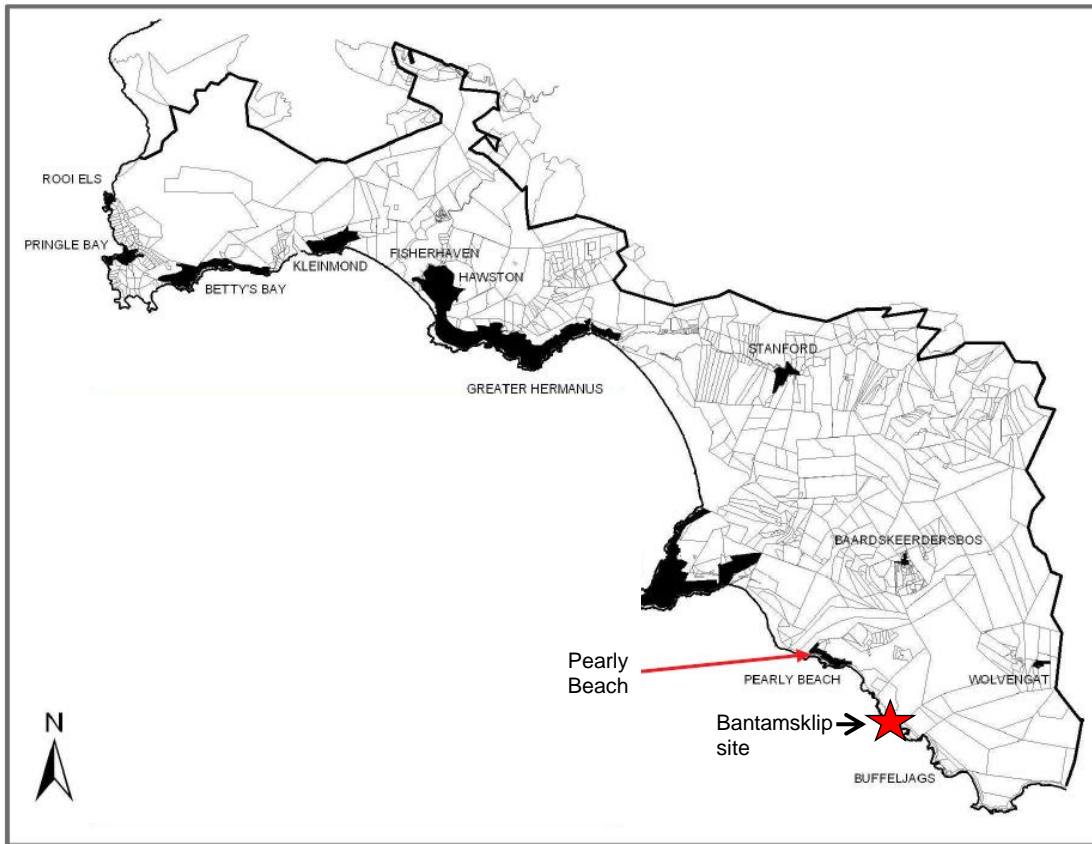 ROOI ELS
PRINGLE BAY
BETTY'S BAY
KLEINMOND
FISHERHAVEN
HAWSTON
GREATER HERMANUS
STANFORD
BAARDSKEERDERSBOS
Pearly
Beach
PEARLY BEACH
WOLVENGAT
Bantamsklip
site
BUFFELJAGS
N